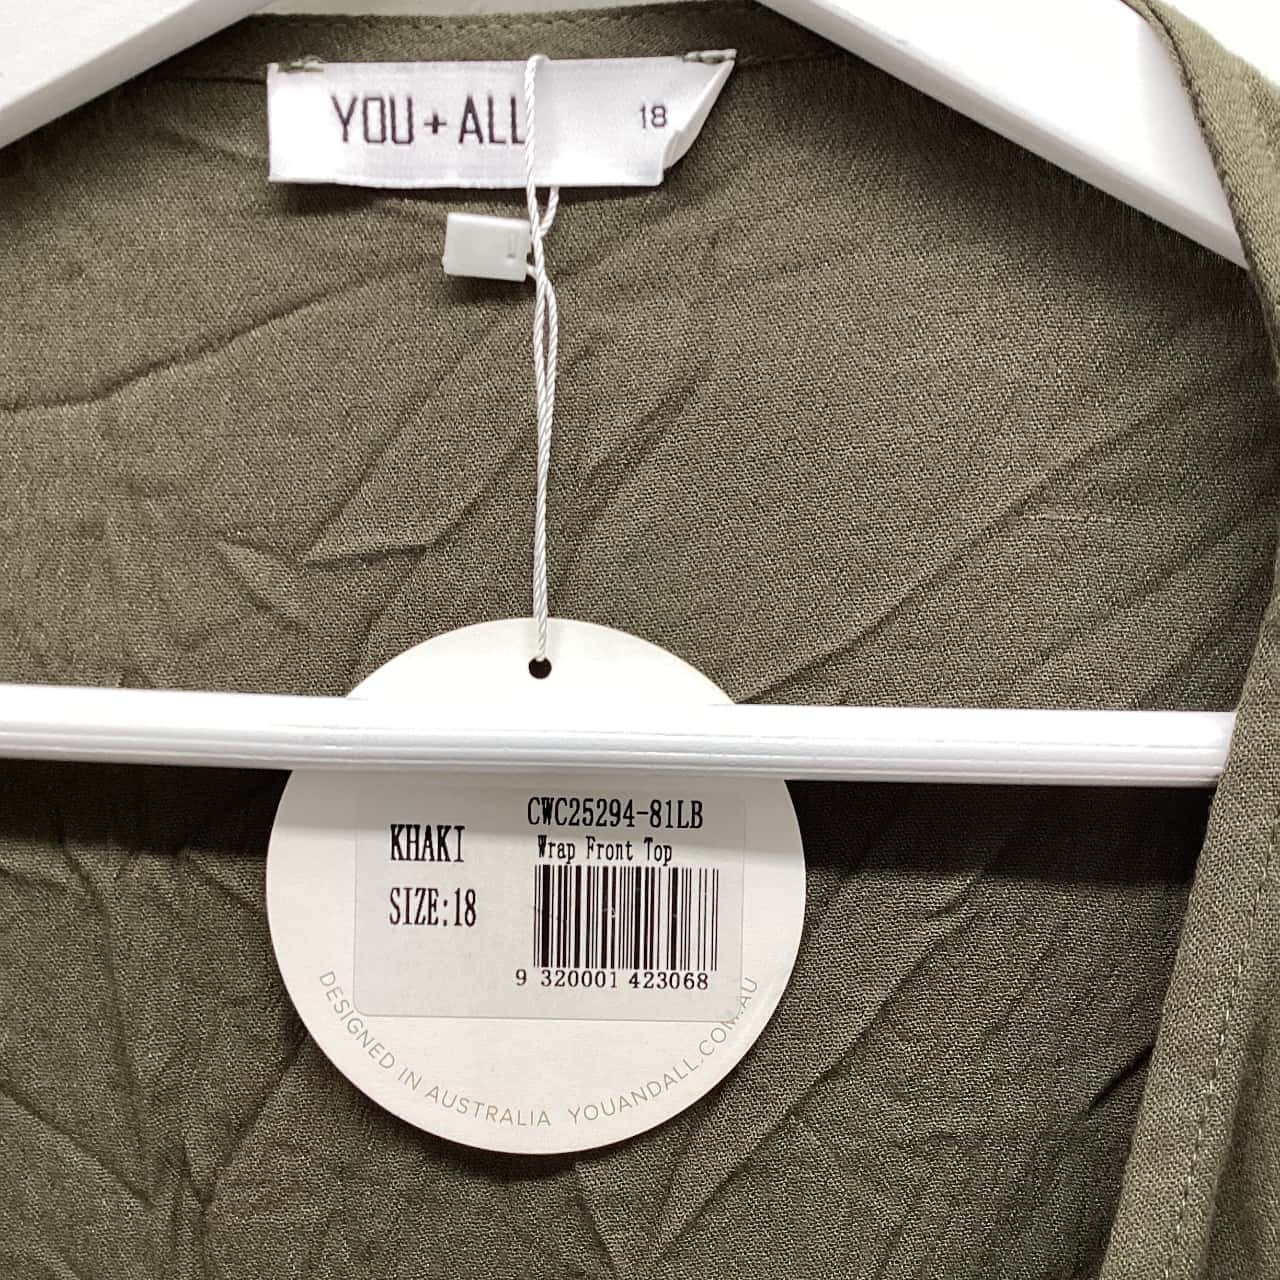 YOU + ALL
18
CWC25294-81LB
KHAKI
Wrap Front Top
SIZE:18
9 320001 423068
DESIGNED IN AUSTRALIA YOUANDALL.COM.AU